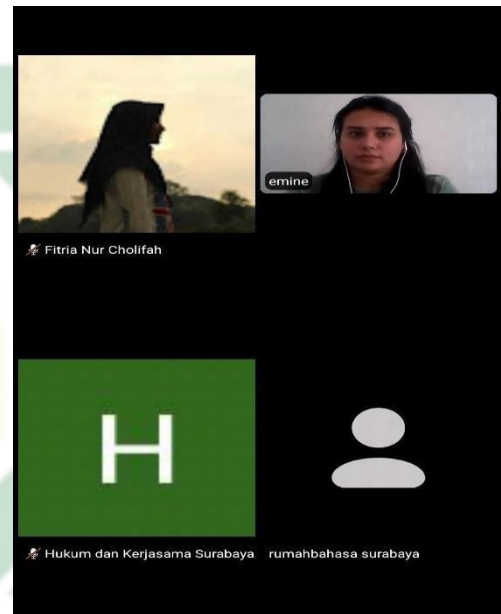 emine
Fitria Nur Cholifah
H
Hukum dan Kerjasama Surabaya
rumahbahasa surabaya